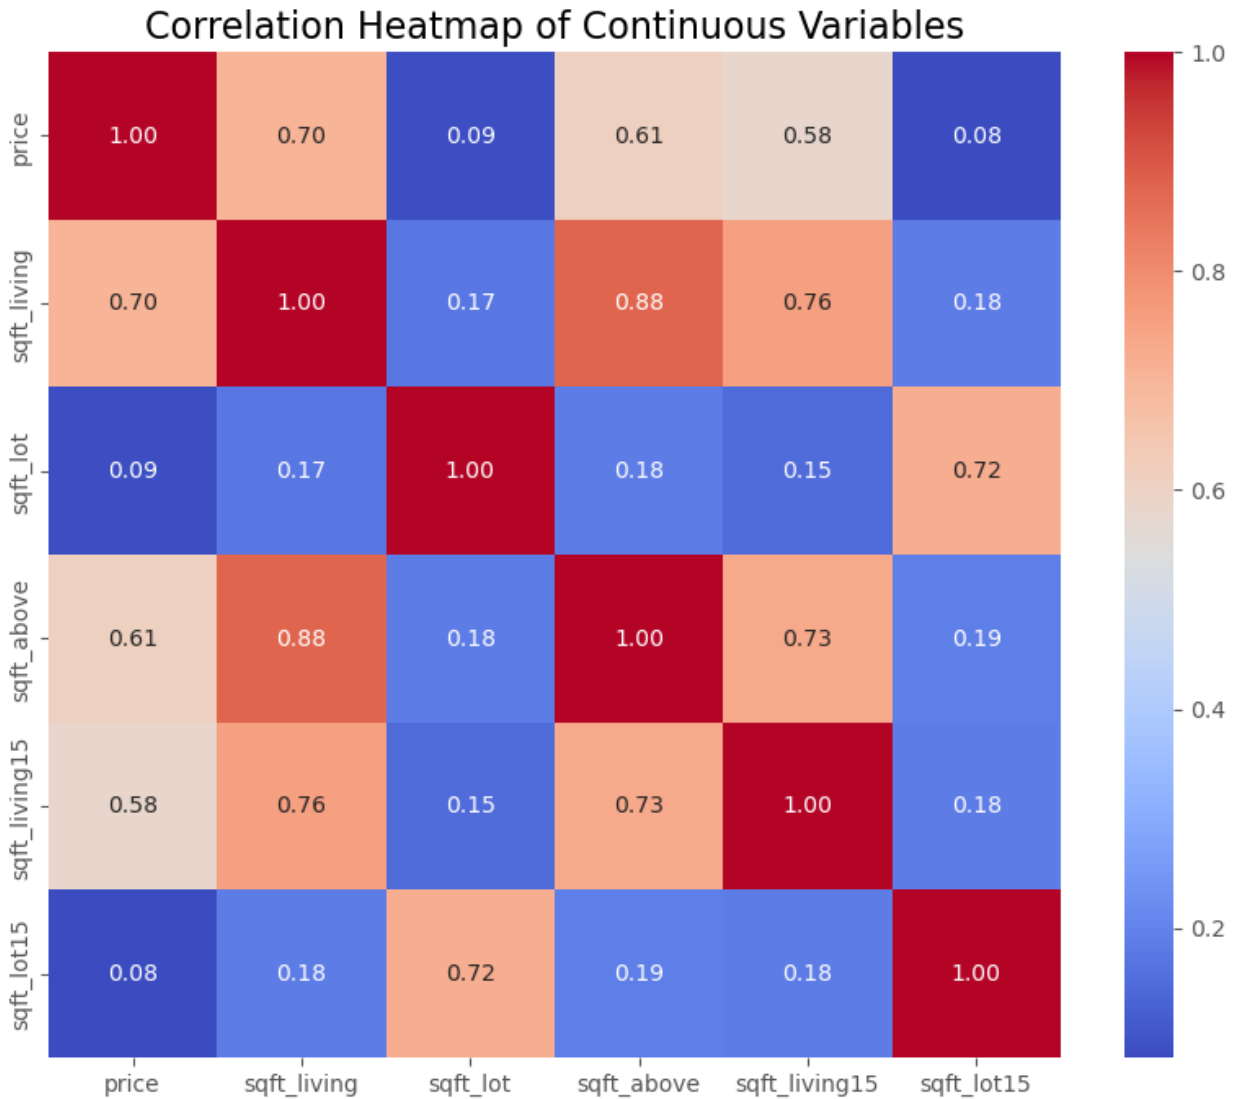 Correlation Heatmap of Continuous Variables
price 1.00 0.70 0.09 0.61 0.58 0.08
sqft_living 0.70 1.00 0.17 0.88 0.76 0.18
sqft_lot 0.09 0.17 1.00 0.18 0.15 0.72
sqft_above 0.61 0.88 0.18 1.00 0.73 0.19
sqft_living15 0.58 0.76 0.15 0.73 1.00 0.18
sqft_lot15 0.08 0.18 0.72 0.19 0.18 1.00
price sqft_living sqft_lot sqft_above sqft_living15 sqft_lot15
1.0
0.8
0.6
0.4
0.2